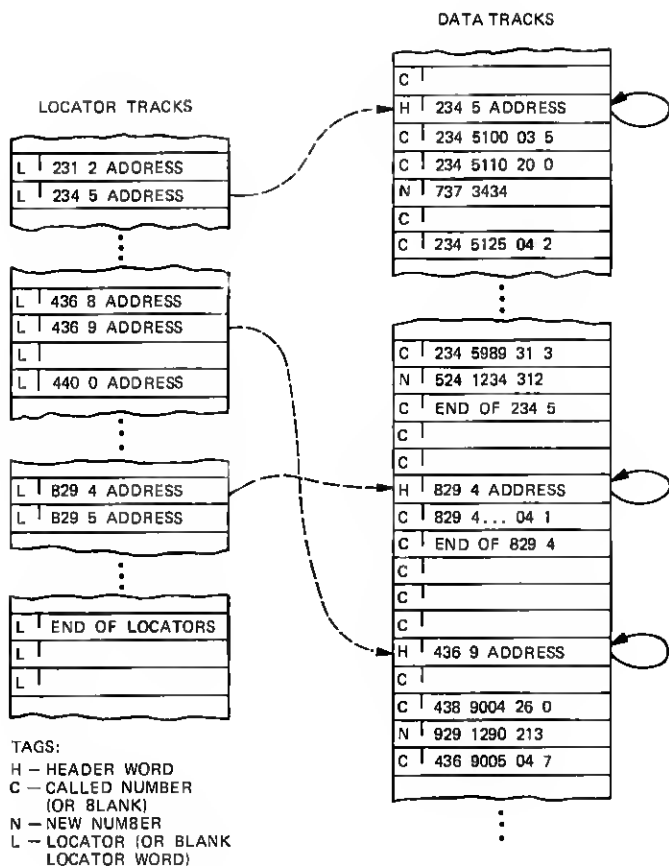 LOCATOR TRACKS
L 231 2 ADDRESS
L 234 5 ADDRESS
L 436 8 ADDRESS
L 436 9 ADDRESS
L
L 440 0 ADDRESS
L 829 4 ADDRESS
L 829 5 ADDRESS
L END OF LOCATORS
L
L
TAGS:
H – HEADER WORD
C – CALLED NUMBER
(OR BLANK)
N – NEW NUMBER
L – LOCATOR (OR BLANK
LOCATOR WORD)
DATA TRACKS
C
H 234 5 ADDRESS
C 234 5100 03 5
C 234 5110 20 0
N 737 3434
C
C 234 5125 04 2
C 234 5989 31 3
N 524 1234 312
C END OF 234 5
C
C
H 829 4 ADDRESS
C 829 4... 04 1
C END OF 829 4
C
C
C
H 436 9 ADDRESS
C
C 438 9004 26 0
N 929 1290 213
C 436 9005 04 7